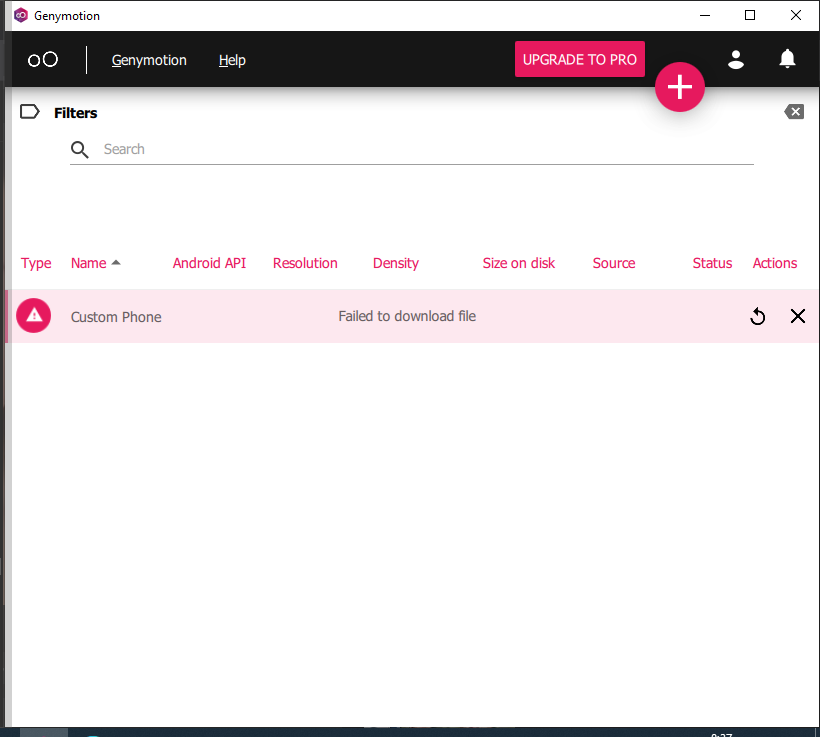 Genymotion
Genymotion Help UPGRADE TO PRO
Filters
Search
Type Name Android API Resolution Density Size on disk Source Status Actions
Custom Phone Failed to download file